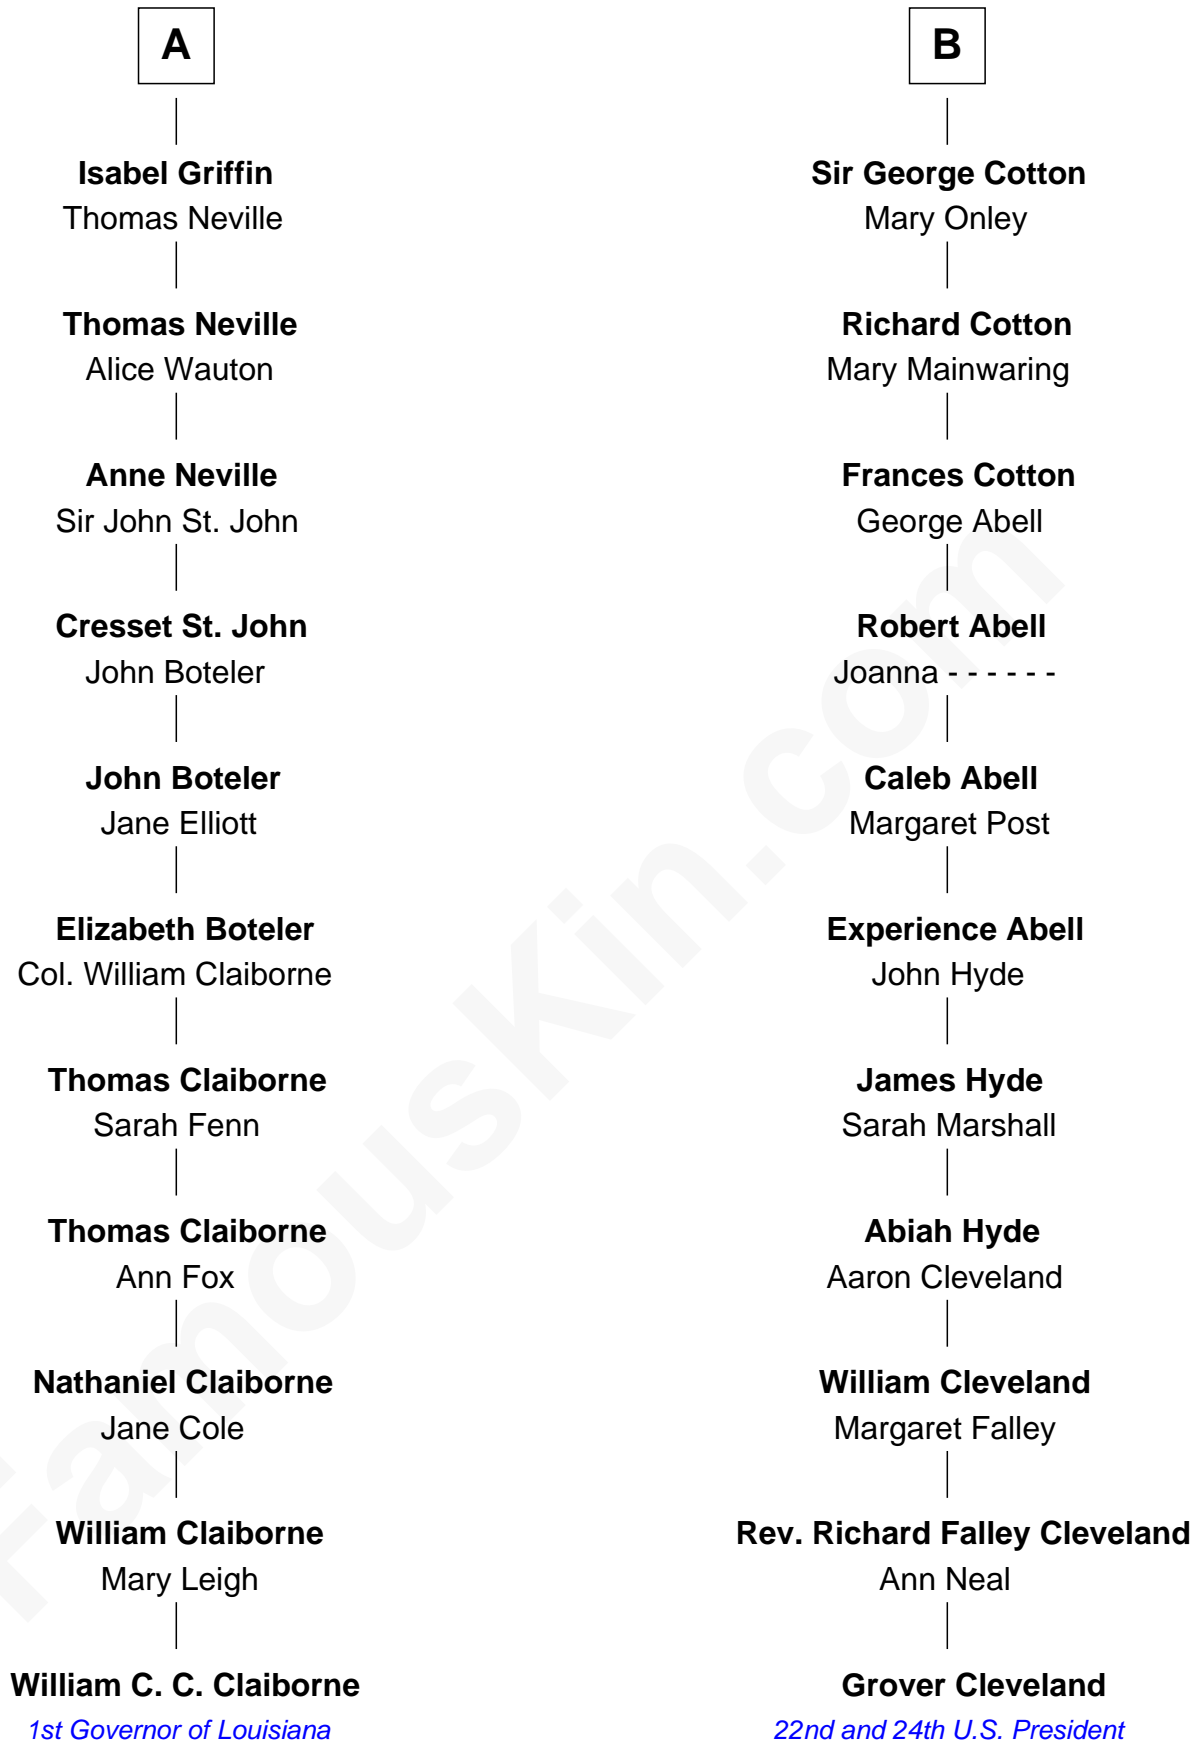 A
Isabel Griffin
Thomas Neville
Thomas Neville
Alice Wauton
Anne Neville
Sir John St. John
Cresset St. John
John Boteler
John Boteler
Jane Elliott
Elizabeth Boteler
Col. William Claiborne
Thomas Claiborne
Sarah Fenn
Thomas Claiborne
Ann Fox
Nathaniel Claiborne
Jane Cole
William Claiborne
Mary Leigh
William C. C. Claiborne
1st Governor of Louisiana
B
Sir George Cotton
Mary Onley
Richard Cotton
Mary Mainwaring
Frances Cotton
George Abell
Robert Abell
Joanna - - - - - -
Caleb Abell
Margaret Post
Experience Abell
John Hyde
James Hyde
Sarah Marshall
Abiah Hyde
Aaron Cleveland
William Cleveland
Margaret Falley
Rev. Richard Falley Cleveland
Ann Neal
Grover Cleveland
22nd and 24th U.S. President
FamousKin.com